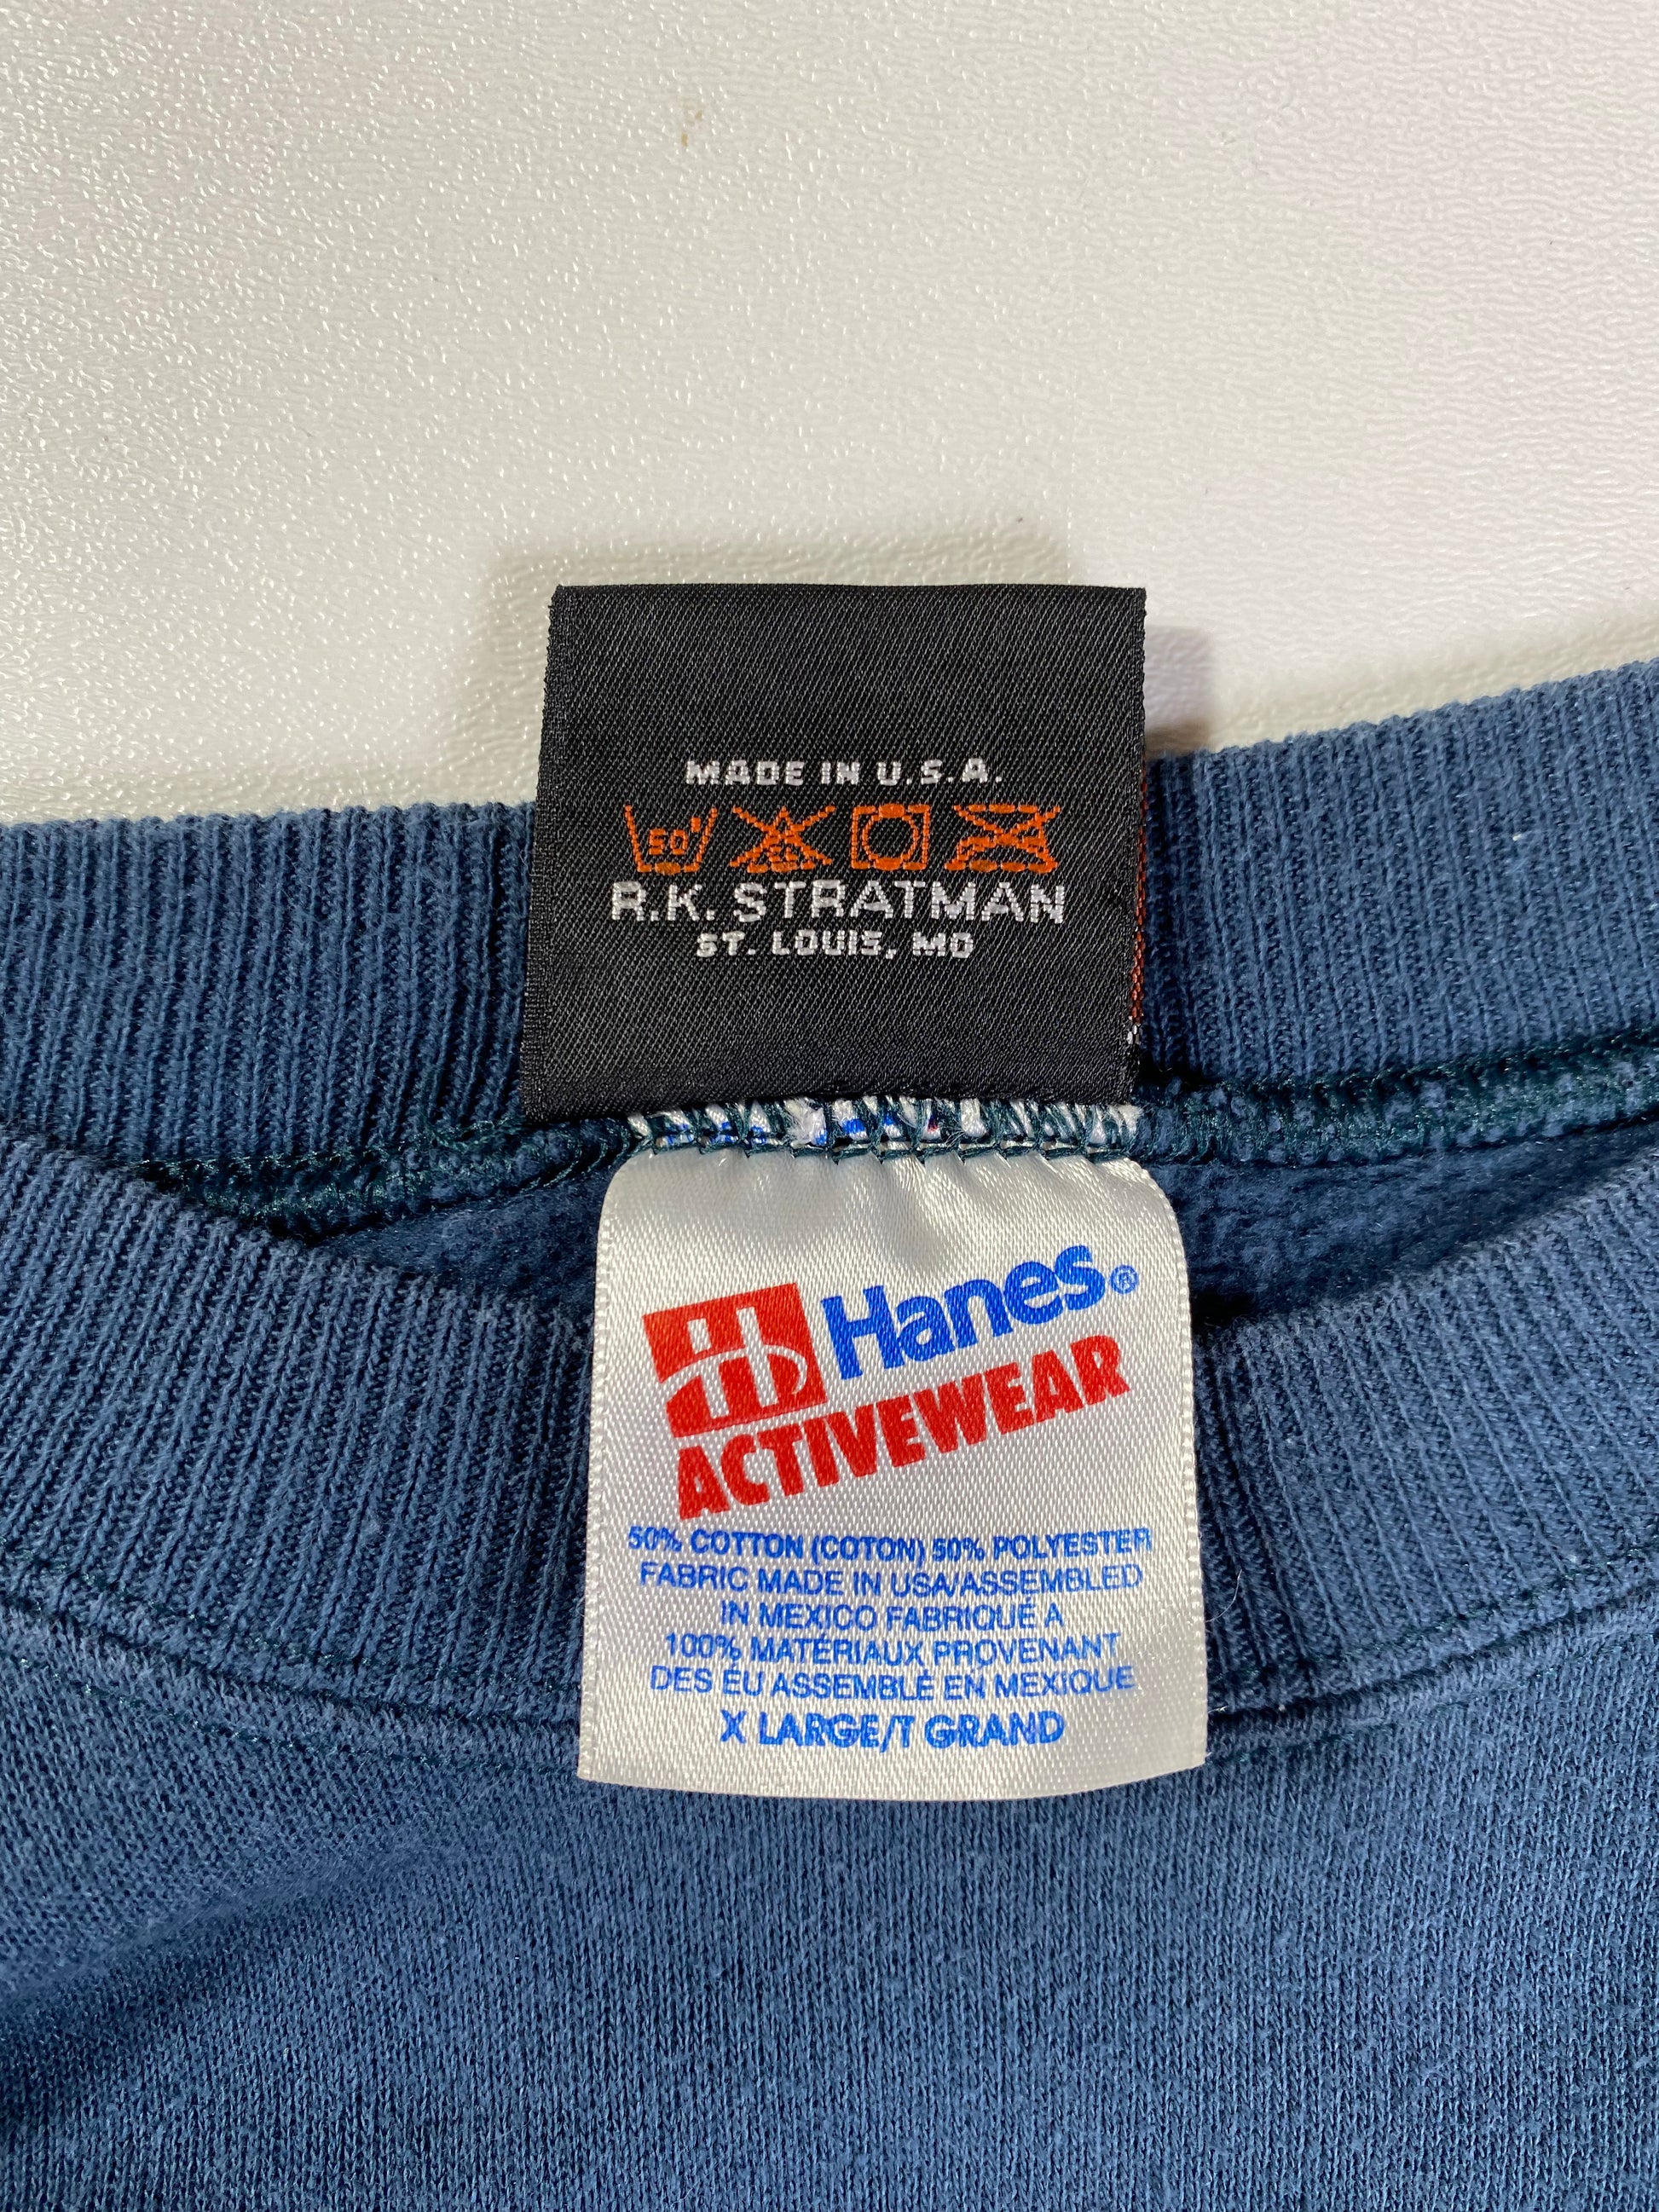 MADE IN U.S.A.
50°
R.K. STRATMAN
ST. LOUIS, MO
Hanes®
ACTIVEWEAR
50% COTTON (COTON) 50% POLYESTER
FABRIC MADE IN USA/ASSEMBLED
IN MEXICO FABRIQUÉ A
100% MATÉRIAUX PROVENANT
DES ÉU ASSEMBLÉ EN MEXIQUE
X LARGE/T GRAND